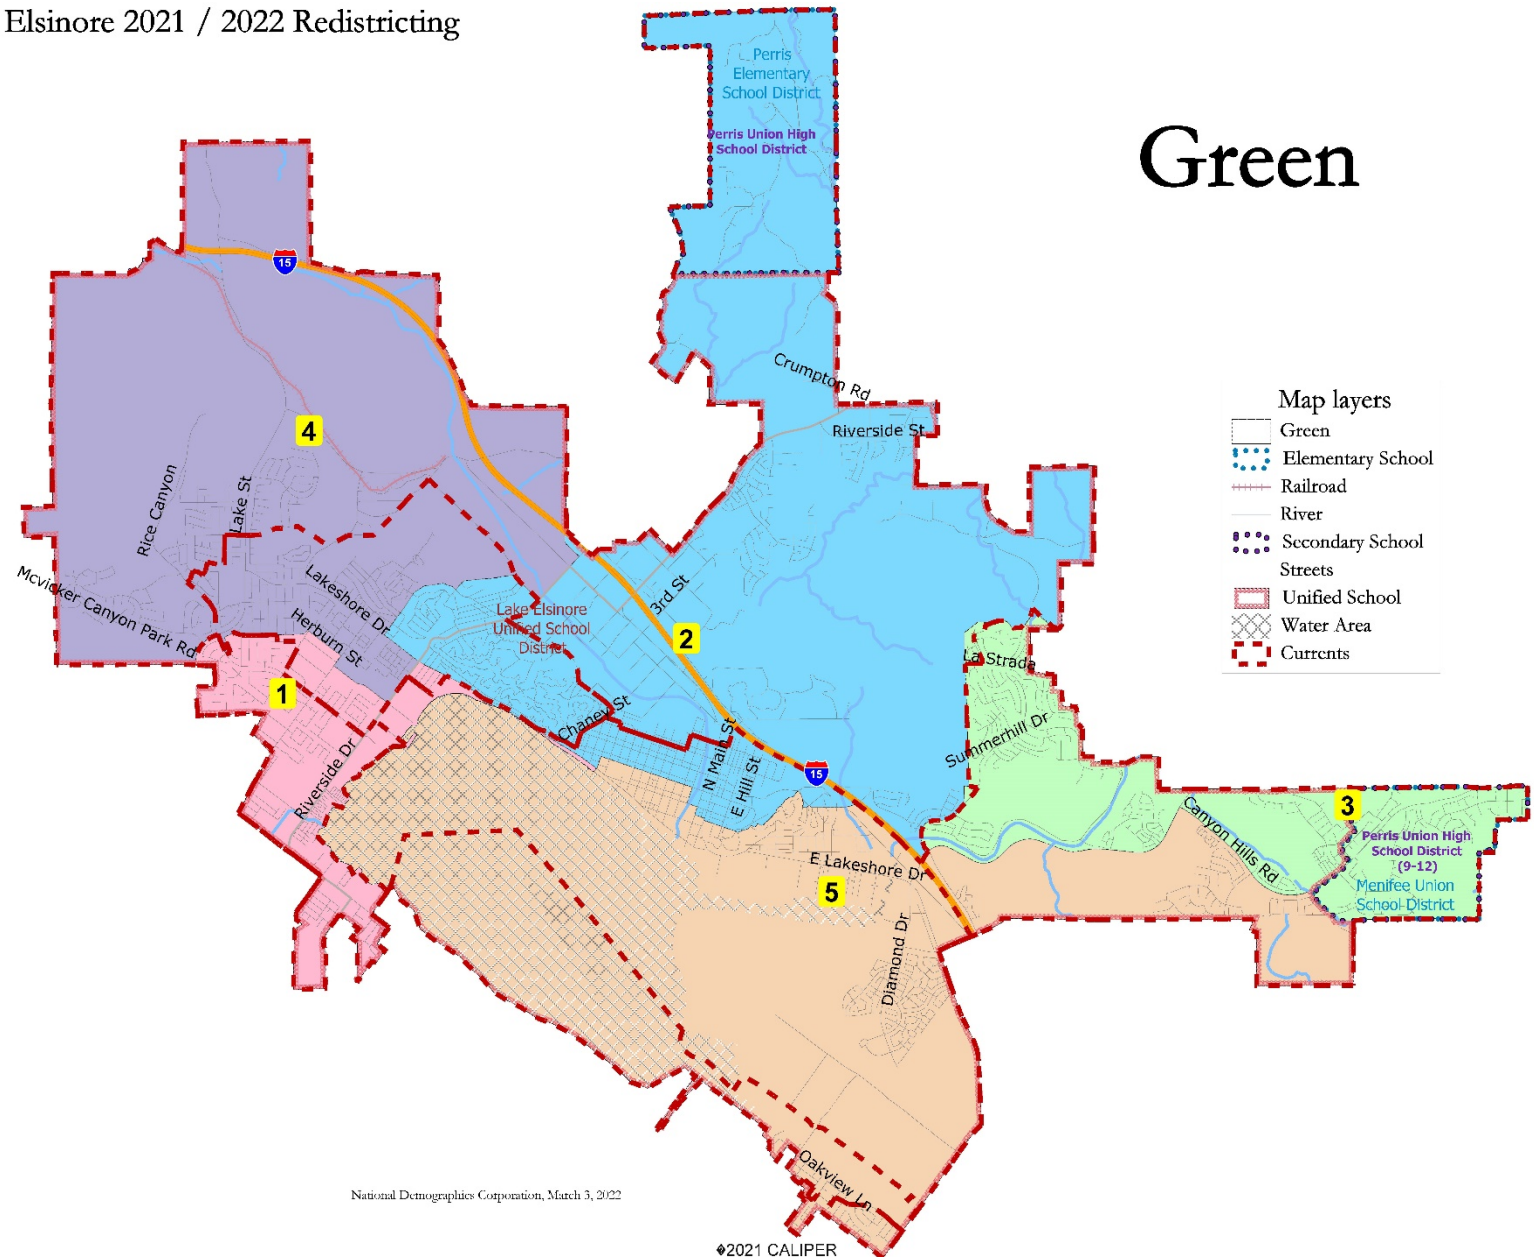 Elsinore 2021 / 2022 Redistricting
Green
Perris
Elementary
School District
Perris Union High
School District
15
Crumpton Rd
Riverside St
4
Rice Canyon
Lake St
Mcvicker Canyon Park Rd
Lakeshore Dr
Herburn St
Lake Elsinore
Unified School
District
3rd St
2
1
Riverside Dr
Chaney St
N Main St
E Hill St
15
La Strada
Summerhill Dr
Canyon Hills Rd
3
Perris Union High
School District
(9-12)
Menifee Union
School District
E Lakeshore Dr
5
Diamond Dr
Oakview Ln
Map layers
Green
Elementary School
Railroad
River
Secondary School
Streets
Unified School
Water Area
Currents
National Demographics Corporation, March 3, 2022
�2021 CALIPER